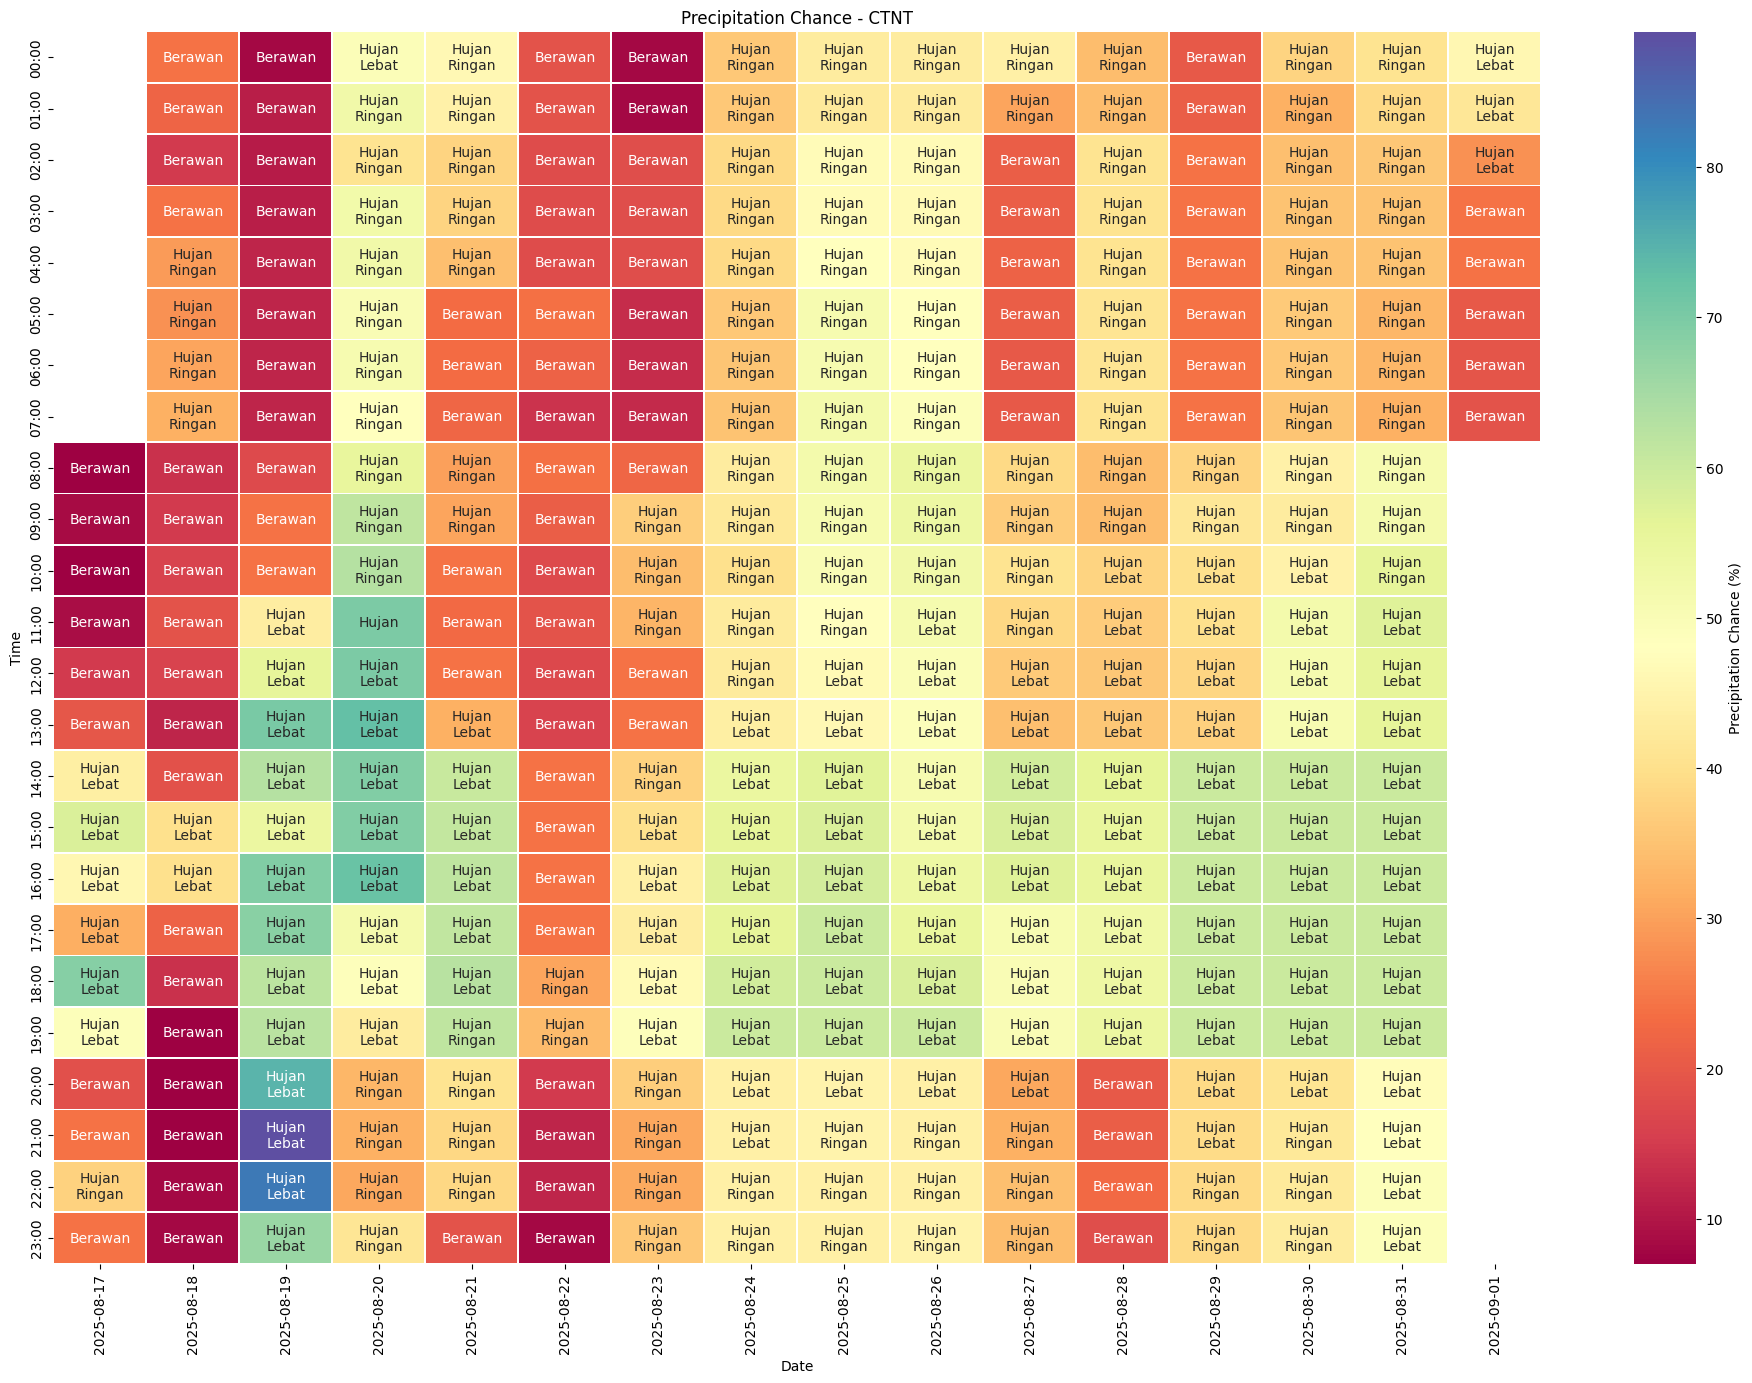 Precipitation Chance - CTNT
00:00 Berawan Berawan Hujan Lebat Hujan Ringan Berawan Berawan Hujan Ringan Hujan Ringan Hujan Ringan Hujan Ringan Hujan Ringan Berawan Hujan Ringan Hujan Ringan Hujan Lebat
01:00 Berawan Berawan Hujan Ringan Hujan Ringan Berawan Berawan Hujan Ringan Hujan Ringan Hujan Ringan Hujan Ringan Hujan Ringan Berawan Hujan Ringan Hujan Ringan Hujan Lebat
02:00 Berawan Berawan Hujan Ringan Hujan Ringan Berawan Berawan Hujan Ringan Hujan Ringan Hujan Ringan Berawan Hujan Ringan Berawan Hujan Ringan Hujan Ringan Hujan Lebat
03:00 Berawan Berawan Hujan Ringan Hujan Ringan Berawan Berawan Hujan Ringan Hujan Ringan Hujan Ringan Berawan Hujan Ringan Berawan Hujan Ringan Hujan Ringan Berawan
04:00 Hujan Ringan Berawan Hujan Ringan Hujan Ringan Berawan Berawan Hujan Ringan Hujan Ringan Hujan Ringan Berawan Hujan Ringan Berawan Hujan Ringan Hujan Ringan Berawan
05:00 Hujan Ringan Berawan Hujan Ringan Berawan Berawan Berawan Hujan Ringan Hujan Ringan Hujan Ringan Berawan Hujan Ringan Berawan Hujan Ringan Hujan Ringan Berawan
06:00 Hujan Ringan Berawan Hujan Ringan Berawan Berawan Berawan Hujan Ringan Hujan Ringan Hujan Ringan Berawan Hujan Ringan Berawan Hujan Ringan Hujan Ringan Berawan
07:00 Hujan Ringan Berawan Hujan Ringan Berawan Berawan Berawan Hujan Ringan Hujan Ringan Hujan Ringan Berawan Hujan Ringan Berawan Hujan Ringan Hujan Ringan Berawan
08:00 Berawan Berawan Berawan Hujan Ringan Hujan Ringan Berawan Berawan Hujan Ringan Hujan Ringan Hujan Ringan Hujan Ringan Hujan Ringan Hujan Ringan Hujan Ringan Hujan Ringan
09:00 Berawan Berawan Berawan Hujan Ringan Hujan Ringan Berawan Hujan Ringan Hujan Ringan Hujan Ringan Hujan Ringan Hujan Ringan Hujan Ringan Hujan Ringan Hujan Ringan Hujan Ringan
10:00 Berawan Berawan Berawan Hujan Ringan Berawan Berawan Hujan Ringan Hujan Ringan Hujan Ringan Hujan Ringan Hujan Ringan Hujan Lebat Hujan Lebat Hujan Lebat Hujan Ringan
11:00 Berawan Berawan Hujan Lebat Hujan Berawan Berawan Hujan Ringan Hujan Ringan Hujan Ringan Hujan Lebat Hujan Ringan Hujan Lebat Hujan Lebat Hujan Lebat Hujan Lebat
12:00 Berawan Berawan Hujan Lebat Hujan Lebat Berawan Berawan Berawan Hujan Ringan Hujan Lebat Hujan Lebat Hujan Lebat Hujan Lebat Hujan Lebat Hujan Lebat Hujan Lebat
13:00 Berawan Berawan Hujan Lebat Hujan Lebat Hujan Lebat Berawan Berawan Hujan Lebat Hujan Lebat Hujan Lebat Hujan Lebat Hujan Lebat Hujan Lebat Hujan Lebat Hujan Lebat
14:00 Hujan Lebat Berawan Hujan Lebat Hujan Lebat Hujan Lebat Berawan Hujan Ringan Hujan Lebat Hujan Lebat Hujan Lebat Hujan Lebat Hujan Lebat Hujan Lebat Hujan Lebat Hujan Lebat
15:00 Hujan Lebat Hujan Lebat Hujan Lebat Hujan Lebat Hujan Lebat Berawan Hujan Lebat Hujan Lebat Hujan Lebat Hujan Lebat Hujan Lebat Hujan Lebat Hujan Lebat Hujan Lebat Hujan Lebat
16:00 Hujan Lebat Hujan Lebat Hujan Lebat Hujan Lebat Hujan Lebat Berawan Hujan Lebat Hujan Lebat Hujan Lebat Hujan Lebat Hujan Lebat Hujan Lebat Hujan Lebat Hujan Lebat Hujan Lebat
17:00 Hujan Lebat Berawan Hujan Lebat Hujan Lebat Hujan Lebat Berawan Hujan Lebat Hujan Lebat Hujan Lebat Hujan Lebat Hujan Lebat Hujan Lebat Hujan Lebat Hujan Lebat Hujan Lebat
18:00 Hujan Lebat Berawan Hujan Lebat Hujan Lebat Hujan Lebat Hujan Ringan Hujan Lebat Hujan Lebat Hujan Lebat Hujan Lebat Hujan Lebat Hujan Lebat Hujan Lebat Hujan Lebat Hujan Lebat
19:00 Hujan Lebat Berawan Hujan Lebat Hujan Lebat Hujan Ringan Hujan Ringan Hujan Lebat Hujan Lebat Hujan Lebat Hujan Lebat Hujan Lebat Hujan Lebat Hujan Lebat Hujan Lebat Hujan Lebat
20:00 Berawan Berawan Hujan Lebat Hujan Ringan Hujan Ringan Berawan Hujan Ringan Hujan Lebat Hujan Lebat Hujan Lebat Hujan Lebat Berawan Hujan Lebat Hujan Lebat Hujan Lebat
21:00 Berawan Berawan Hujan Lebat Hujan Ringan Hujan Ringan Berawan Hujan Ringan Hujan Lebat Hujan Ringan Hujan Ringan Hujan Ringan Berawan Hujan Lebat Hujan Ringan Hujan Lebat
22:00 Hujan Ringan Berawan Hujan Lebat Hujan Ringan Hujan Ringan Berawan Hujan Ringan Hujan Ringan Hujan Ringan Hujan Ringan Hujan Ringan Berawan Hujan Ringan Hujan Ringan Hujan Lebat
23:00 Berawan Berawan Hujan Lebat Hujan Ringan Berawan Berawan Hujan Ringan Hujan Ringan Hujan Ringan Hujan Ringan Hujan Ringan Berawan Hujan Ringan Hujan Ringan Hujan Lebat
Time
2025-08-17 2025-08-18 2025-08-19 2025-08-20 2025-08-21 2025-08-22 2025-08-23 2025-08-24 2025-08-25 2025-08-26 2025-08-27 2025-08-28 2025-08-29 2025-08-30 2025-08-31 2025-09-01
Date
80
70
60
50
40
30
20
10
Precipitation Chance (%)